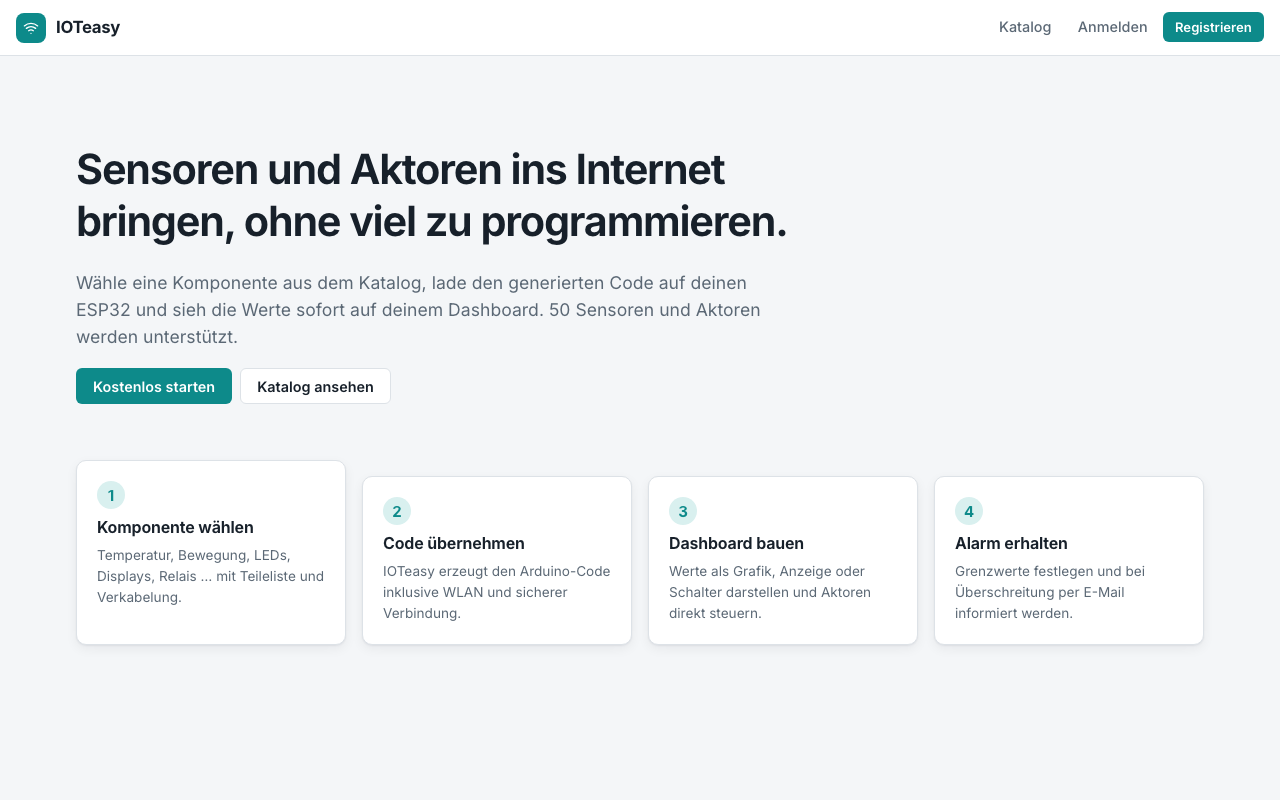 IOTeasy
Katalog
Anmelden
Registrieren
Sensoren und Aktoren ins Internet
bringen, ohne viel zu programmieren.
Wähle eine Komponente aus dem Katalog, lade den generierten Code auf deinen
ESP32 und sieh die Werte sofort auf deinem Dashboard. 50 Sensoren und Aktoren
werden unterstützt.
Kostenlos starten
Katalog ansehen
1
Komponente wählen
Temperatur, Bewegung, LEDs,
Displays, Relais … mit Teileliste und
Verkabelung.
2
Code übernehmen
IOTeasy erzeugt den Arduino-Code
inklusive WLAN und sicherer
Verbindung.
3
Dashboard bauen
Werte als Grafik, Anzeige oder
Schalter darstellen und Aktoren
direkt steuern.
4
Alarm erhalten
Grenzwerte festlegen und bei
Überschreitung per E-Mail
informiert werden.